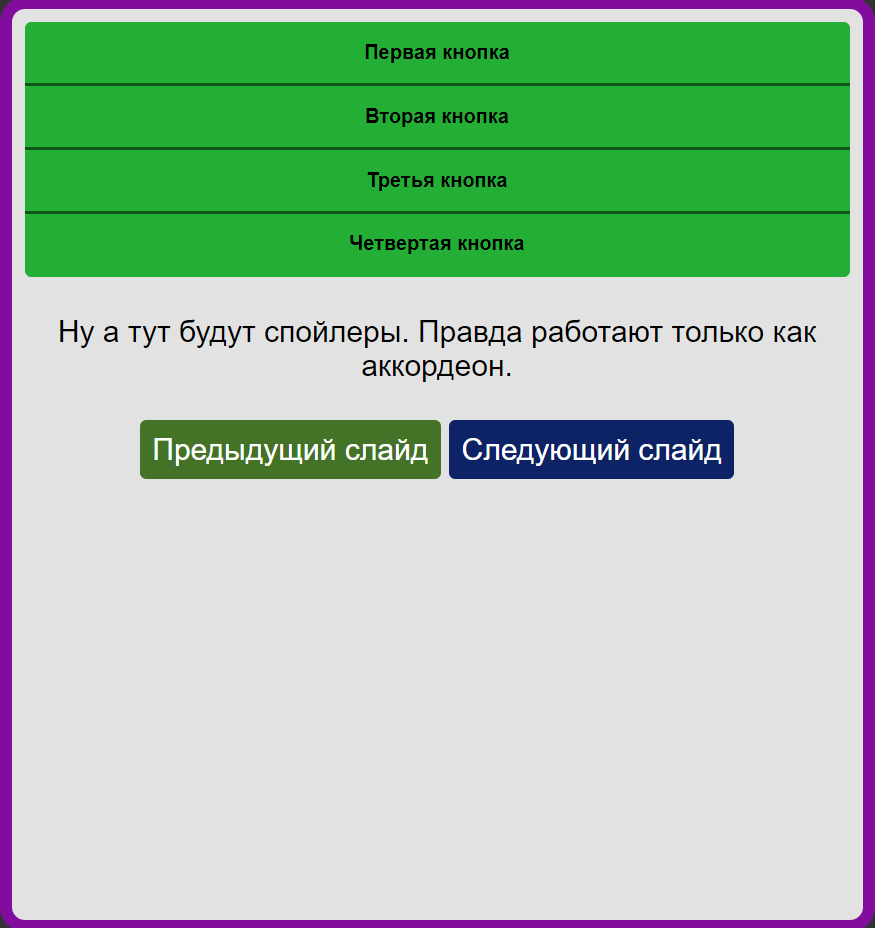 Первая кнопка
Вторая кнопка
Третья кнопка
Четвертая кнопка
Ну а тут будут спойлеры. Правда работают только как
аккордеон.
Предыдущий слайд Следующий слайд